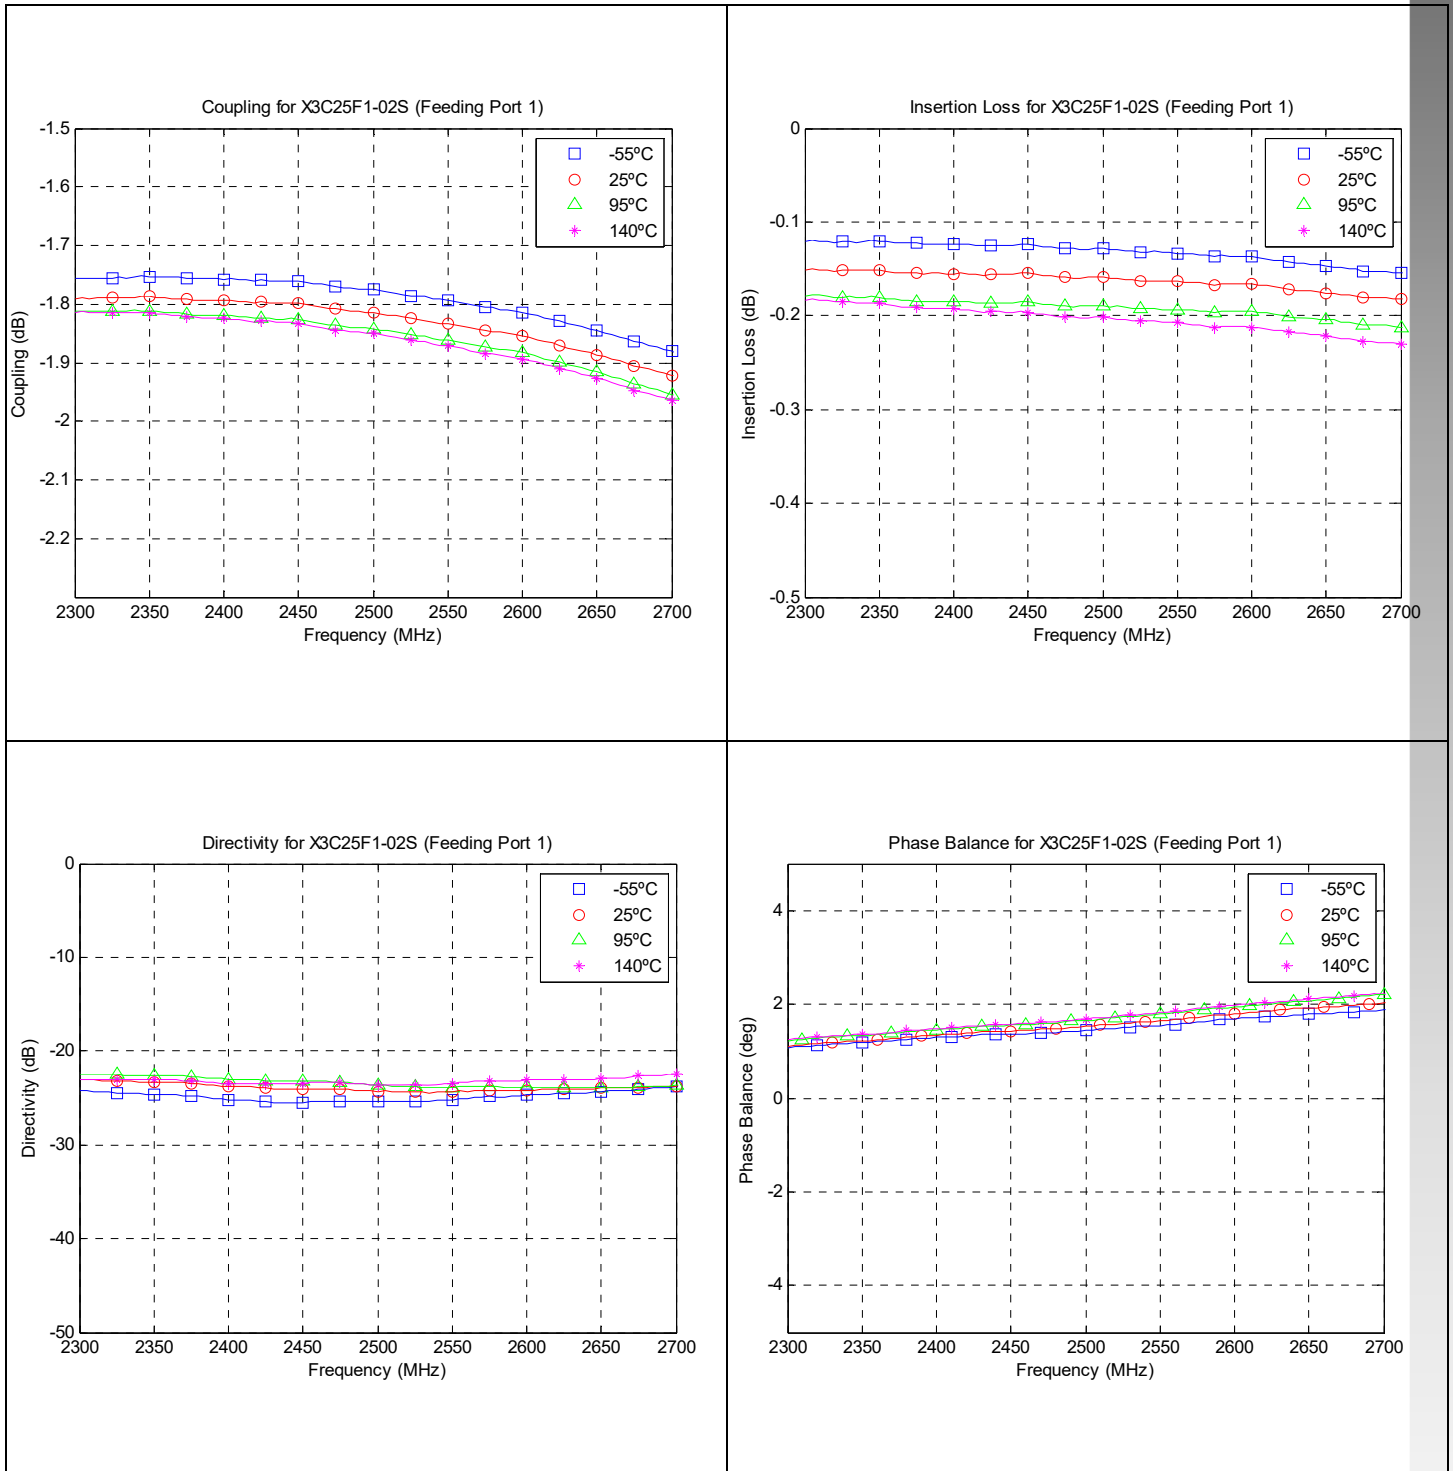 Coupling for X3C25F1-02S (Feeding Port 1)
-1.5
-1.6
-1.7
-1.8
-1.9
-2
-2.1
-2.2
Coupling (dB)
-55ºC
25ºC
95ºC
140ºC
2300 2350 2400 2450 2500 2550 2600 2650 2700
Frequency (MHz)
Insertion Loss for X3C25F1-02S (Feeding Port 1)
0
-0.1
-0.2
-0.3
-0.4
-0.5
Insertion Loss (dB)
-55ºC
25ºC
95ºC
140ºC
2300 2350 2400 2450 2500 2550 2600 2650 2700
Frequency (MHz)
Directivity for X3C25F1-02S (Feeding Port 1)
0
-10
-20
-30
-40
-50
Directivity (dB)
-55ºC
25ºC
95ºC
140ºC
2300 2350 2400 2450 2500 2550 2600 2650 2700
Frequency (MHz)
Phase Balance for X3C25F1-02S (Feeding Port 1)
4
2
0
-2
-4
Phase Balance (deg)
-55ºC
25ºC
95ºC
140ºC
2300 2350 2400 2450 2500 2550 2600 2650 2700
Frequency (MHz)